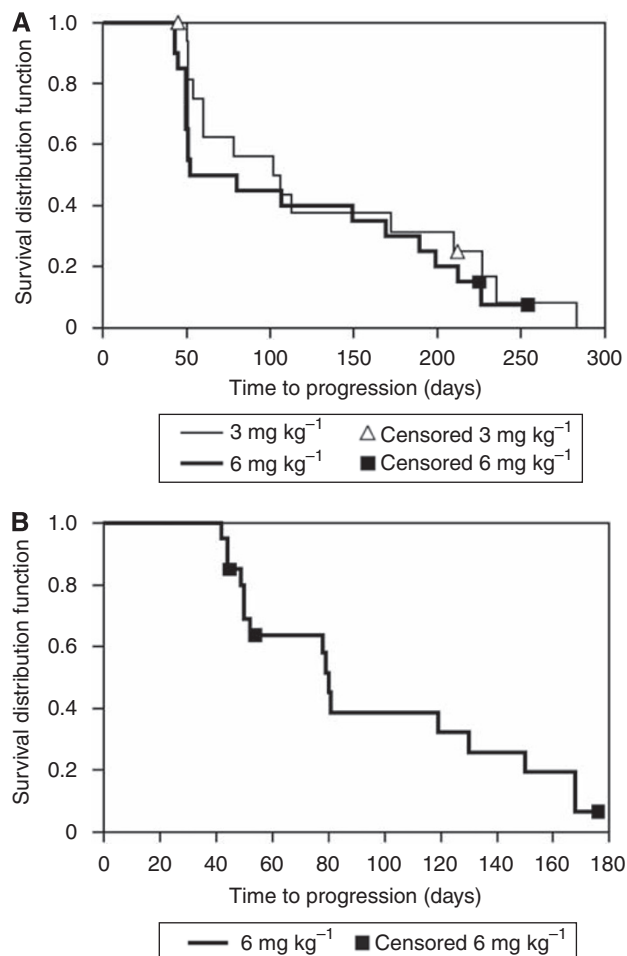 A
Survival distribution function
1.0
0.8
0.6
0.4
0.2
0
0 50 100 150 200 250 300
Time to progression (days)
3 mg kg⁻¹ Censored 3 mg kg⁻¹
6 mg kg⁻¹ Censored 6 mg kg⁻¹
B
Survival distribution function
1.0
0.8
0.6
0.4
0.2
0
0 20 40 60 80 100 120 140 160 180
Time to progression (days)
6 mg kg⁻¹ Censored 6 mg kg⁻¹